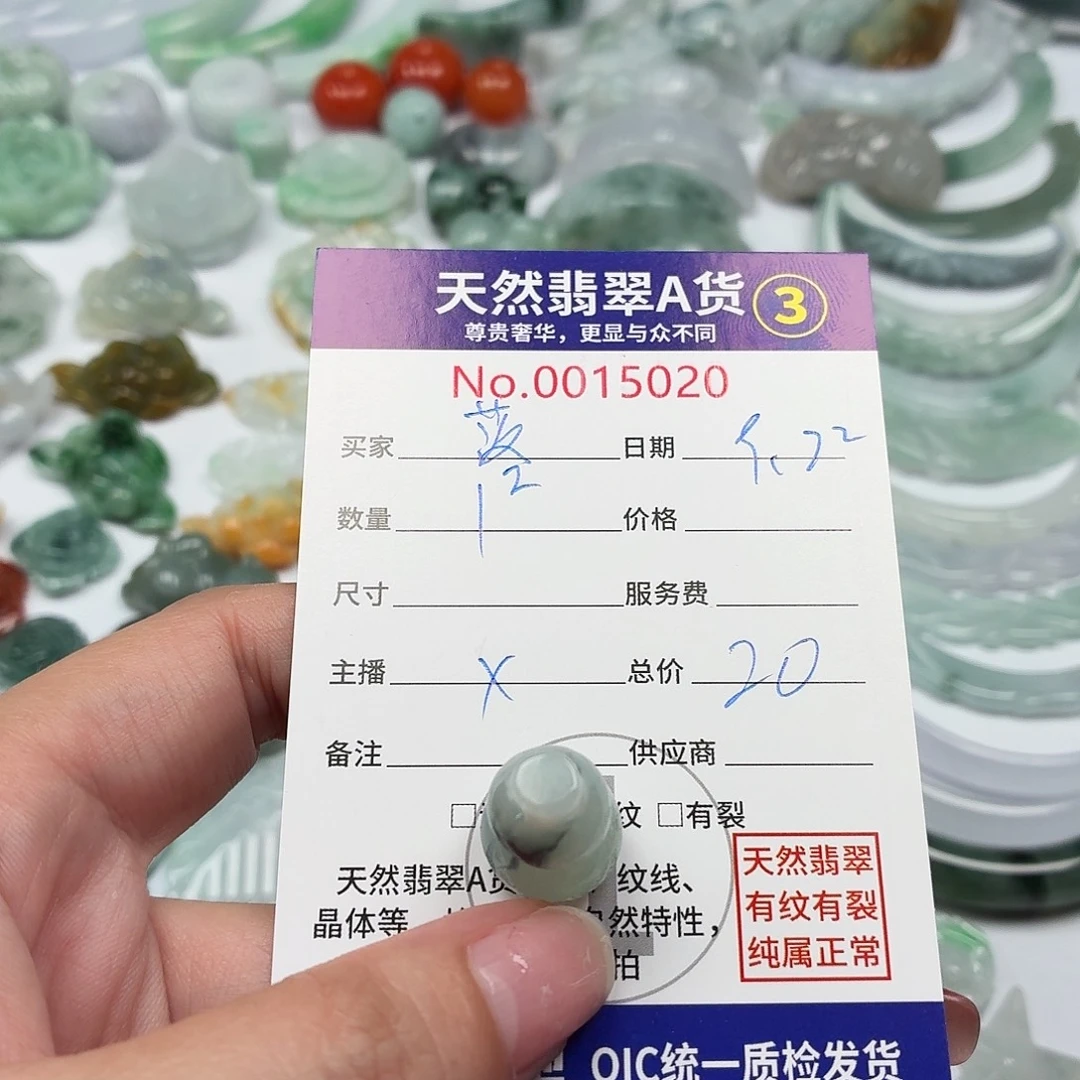 天然翡翠A货 3
尊贵奢华，更显与众不同
No.0015020
买家 日期
数量 1 价格
尺寸 服务费
主播 X 总价 20
备注 供应商
纹 □有裂
天然翡翠A货 纹线、
晶体等 然特性，
拍
天然翡翠
有纹有裂
纯属正常
QIC统一质检发货